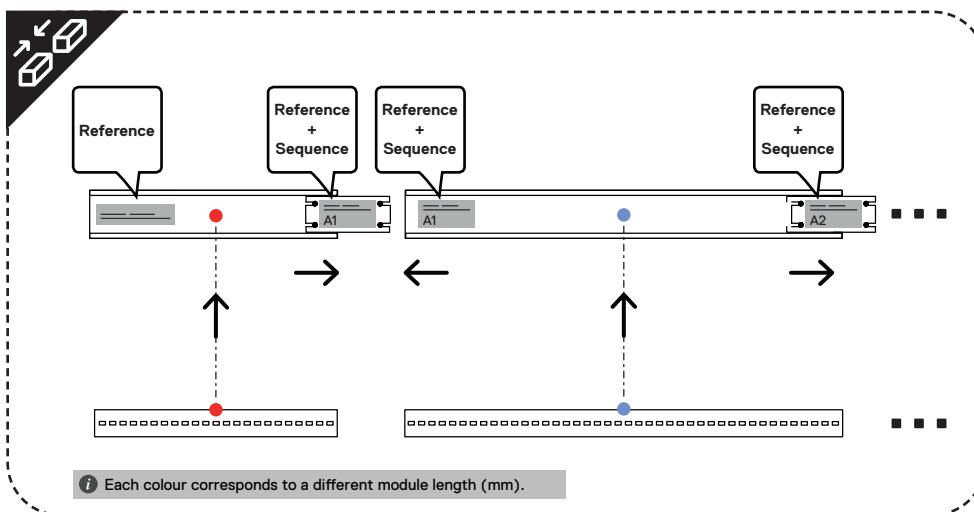 Reference
Reference
+
Sequence
Reference
+
Sequence
Reference
+
Sequence
A1
A1
A2
i Each colour corresponds to a different module length (mm).